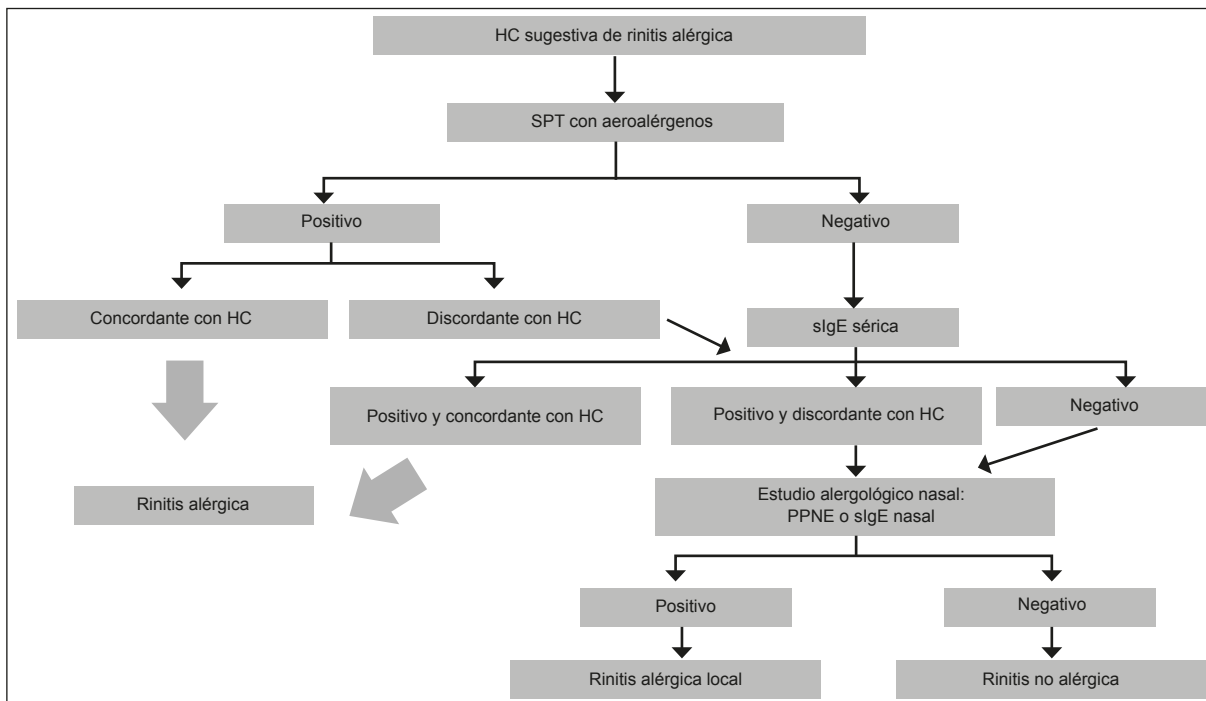 HC sugestiva de rinitis alérgica
SPT con aeroalérgenos
Positivo
Negativo
Concordante con HC
Discordante con HC
sIgE sérica
Positivo y concordante con HC
Positivo y discordante con HC
Negativo
Rinitis alérgica
Estudio alergológico nasal:
PPNE o sIgE nasal
Positivo
Negativo
Rinitis alérgica local
Rinitis no alérgica